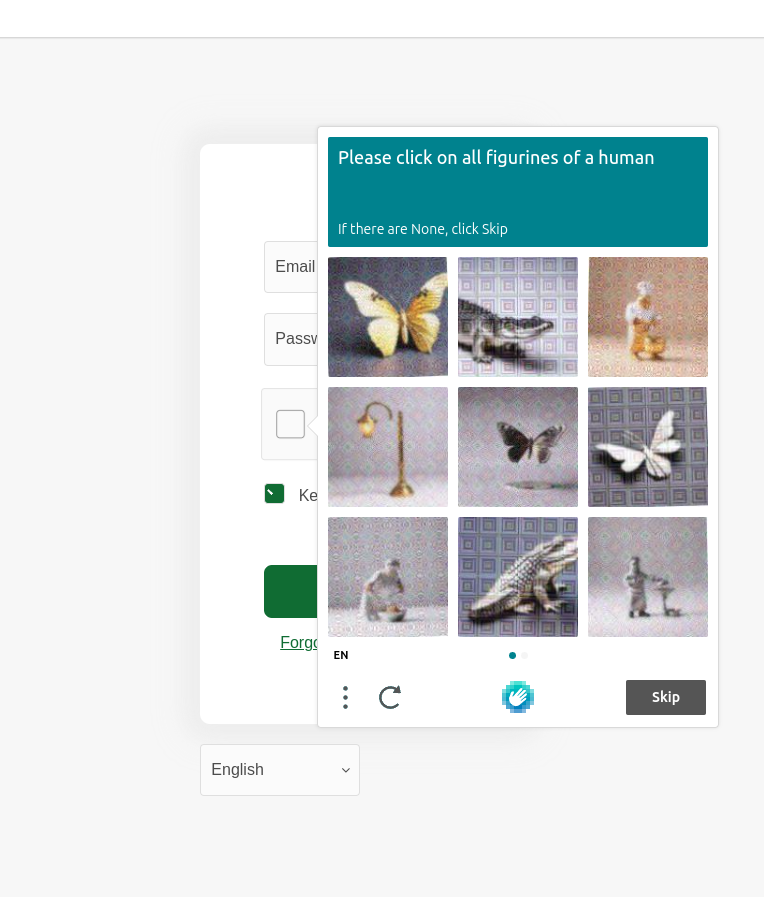 Please click on all figurines of a human
If there are None, click Skip
Email
Passw
Ke
Forgo
EN
Skip
English